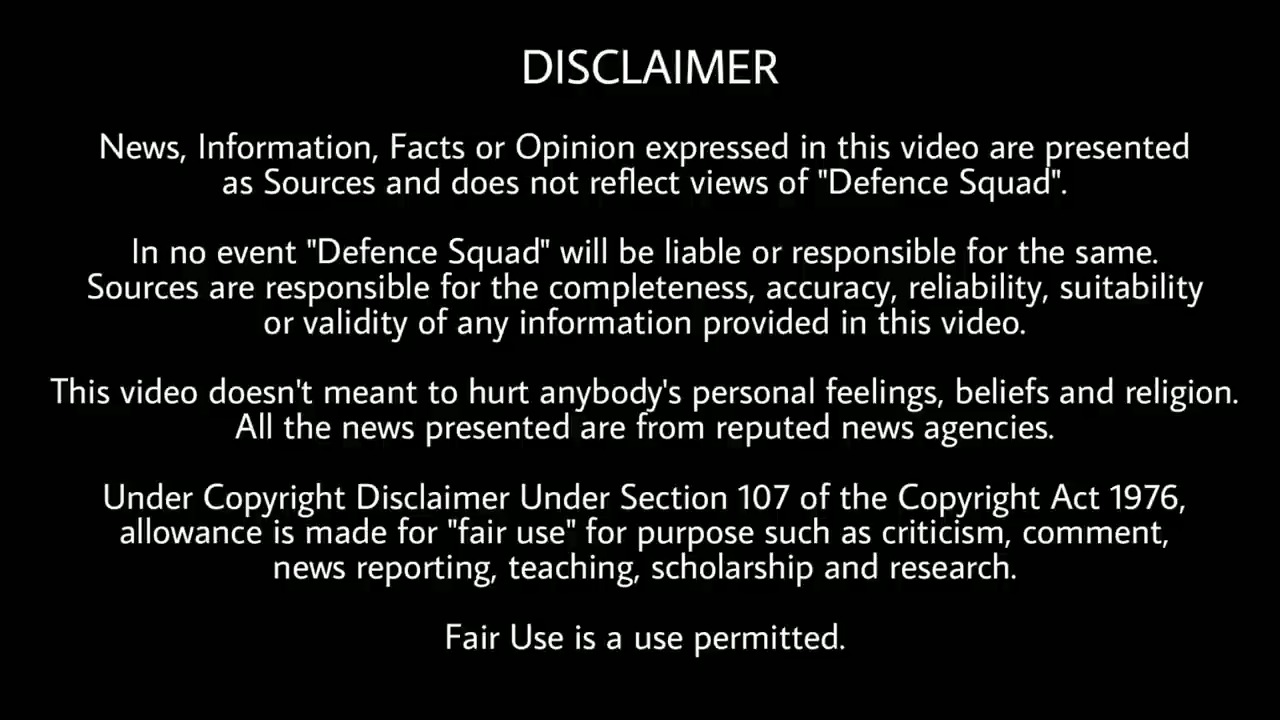 DISCLAIMER
News, Information, Facts or Opinion expressed in this video are presented
as Sources and does not reflect views of "Defence Squad".
In no event "Defence Squad" will be liable or responsible for the same.
Sources are responsible for the completeness, accuracy, reliability, suitability
or validity of any information provided in this video.
This video doesn't meant to hurt anybody's personal feelings, beliefs and religion.
All the news presented are from reputed news agencies.
Under Copyright Disclaimer Under Section 107 of the Copyright Act 1976,
allowance is made for "fair use" for purpose such as criticism, comment,
news reporting, teaching, scholarship and research.
Fair Use is a use permitted.